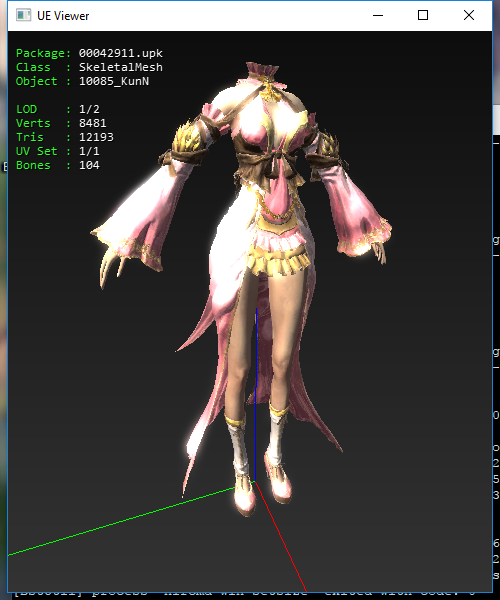 UE Viewer
Package: 00042911.upk
Class : SkeletalMesh
Object : 10085_KunN
LOD : 1/2
Verts : 8481
Tris : 12193
UV Set : 1/1
Bones : 104